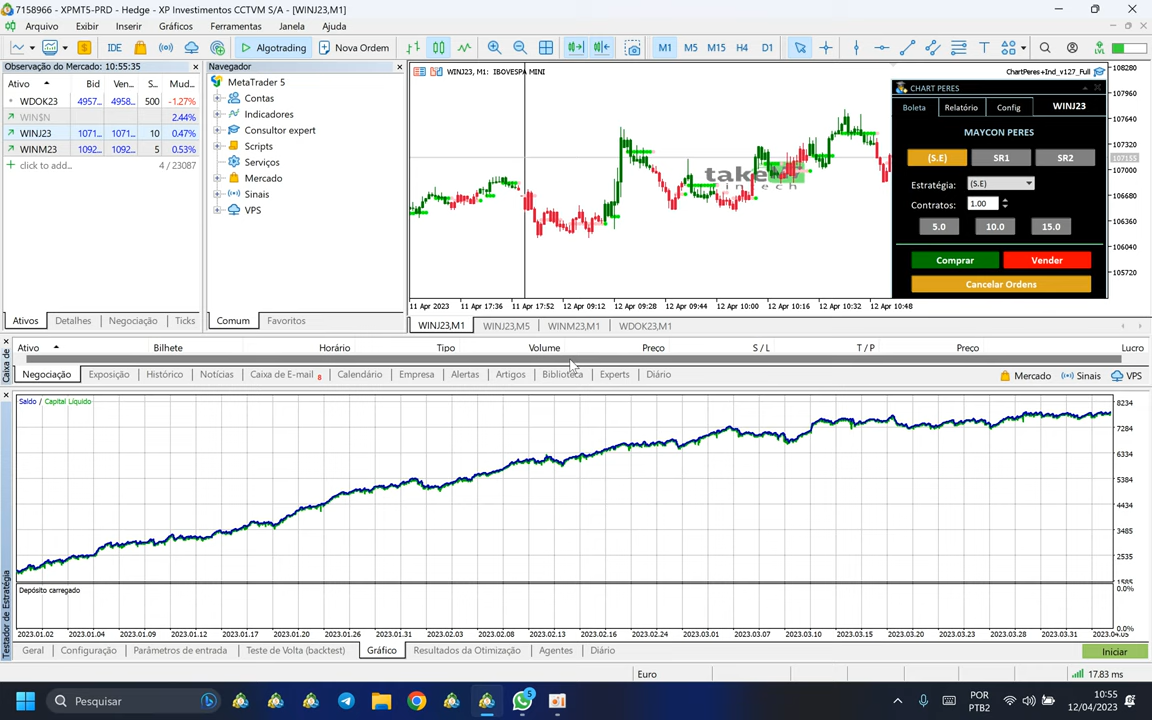 7158966 - XPMT5-PRD - Hedge - XP Investimentos CCTVM S/A - [WINJ23,M1]
Arquivo Exibir Inserir Gráficos Ferramentas Janela Ajuda
IDE Algotrading Nova Ordem M1 M5 M15 H4 D1
Observação do Mercado: 10:55:35
Ativo Bid Ven... S... Mud...
WDOK23 4957... 4958... 500 -1.27%
WIN$N 2.44%
WINJ23 1071... 1071... 10 0.47%
WINM23 1092... 1092... 5 0.53%
click to add... 4 / 23087
Ativos Detalhes Negociação Ticks
Navegador
MetaTrader 5
Contas
Indicadores
Consultor expert
Scripts
Serviços
Mercado
Sinais
VPS
Comum Favoritos
WINJ23, M1: IBOVESPA MINI
ChartPeres+Ind_v127_Full
takeV
fintech
CHART PERES
Boleta Relatório Config WINJ23
MAYCON PERES
(S.E) SR1 SR2
Estratégia: (S.E)
Contratos: 1.00
5.0 10.0 15.0
Comprar Vender
Cancelar Ordens
108280
107960
107640
107320
107155
107000
106680
106360
106040
105720
11 Apr 2023 11 Apr 17:36 11 Apr 17:52 12 Apr 09:12 12 Apr 09:28 12 Apr 09:44 12 Apr 10:00 12 Apr 10:16 12 Apr 10:32 12 Apr 10:48
WINJ23,M1 WINJ23,M5 WINM23,M1 WDOK23,M1
Caixa de
Ativo Bilhete Horário Tipo Volume Preço S / L T / P Preço Lucro
Negociação Exposição Histórico Notícias Caixa de E-mail 8 Calendário Empresa Alertas Artigos Biblioteca Experts Diário
Mercado Sinais VPS
Testador de Estratégia
Saldo / Capital Líquido
8234
7284
6334
5384
4434
3485
2535
1585
Depósito carregado
0.0%
0.0%
2023.01.02 2023.01.04 2023.01.09 2023.01.12 2023.01.17 2023.01.20 2023.01.26 2023.01.31 2023.02.03 2023.02.08 2023.02.13 2023.02.16 2023.02.24 2023.03.01 2023.03.07 2023.03.10 2023.03.15 2023.03.20 2023.03.23 2023.03.28 2023.03.31 2023.04.05
Geral Configuração Parâmetros de entrada Teste de Volta (backtest) Gráfico Resultados da Otimização Agentes Diário
Iniciar
Euro
17.83 ms
Pesquisar
5
POR
PTB2
10:55
12/04/2023